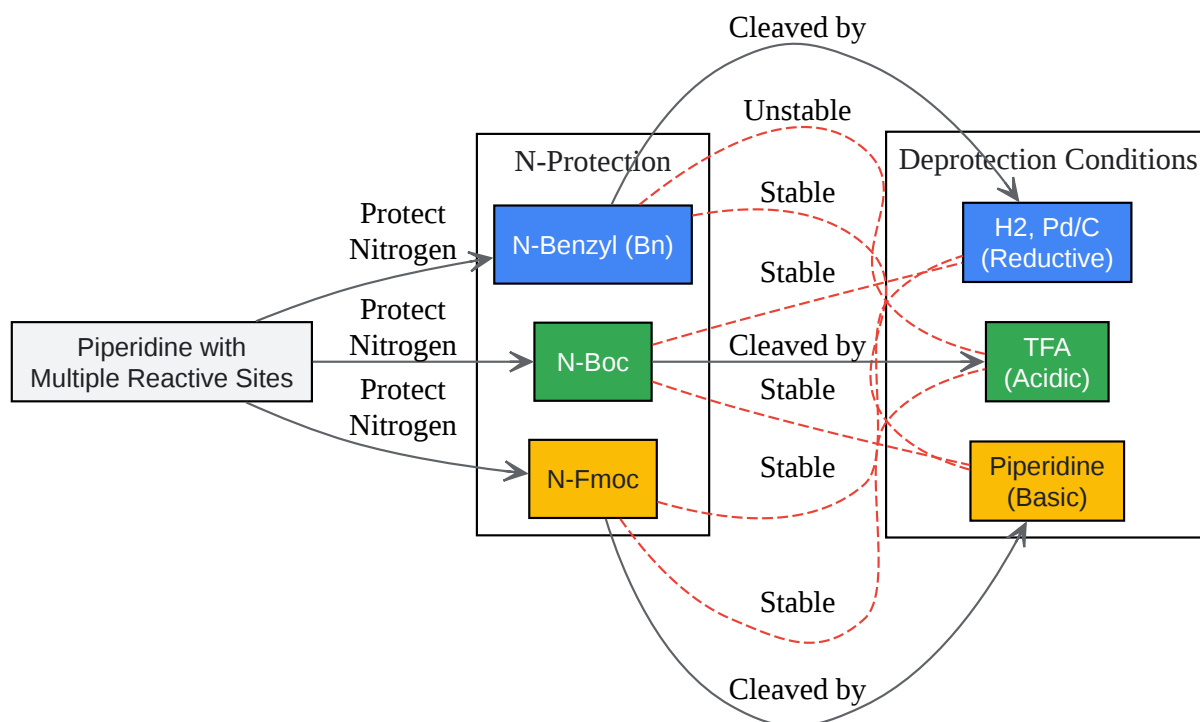 Cleaved by
Unstable
N-Protection
Deprotection Conditions
Stable
Protect
Nitrogen
N-Benzyl (Bn)
H2, Pd/C
(Reductive)
Stable
Protect
Nitrogen
Piperidine with
Multiple Reactive Sites
N-Boc
Cleaved by
TFA
(Acidic)
Stable
Protect
Nitrogen
N-Fmoc
Stable
Piperidine
(Basic)
Stable
Cleaved by